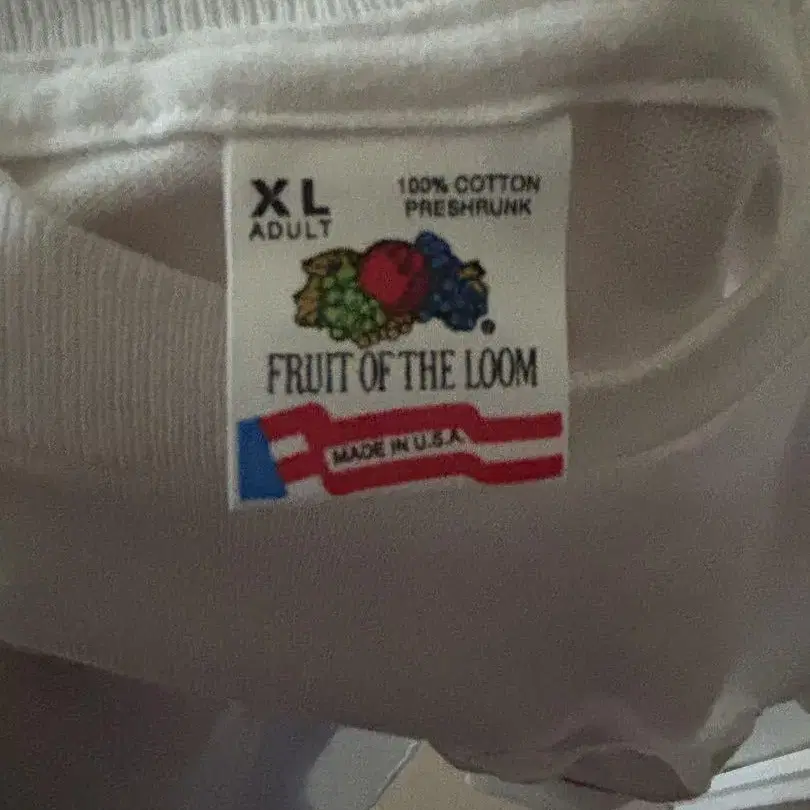 XL
ADULT
100% COTTON
PRESHRUNK
FRUIT OF THE LOOM
MADE IN U.S.A.